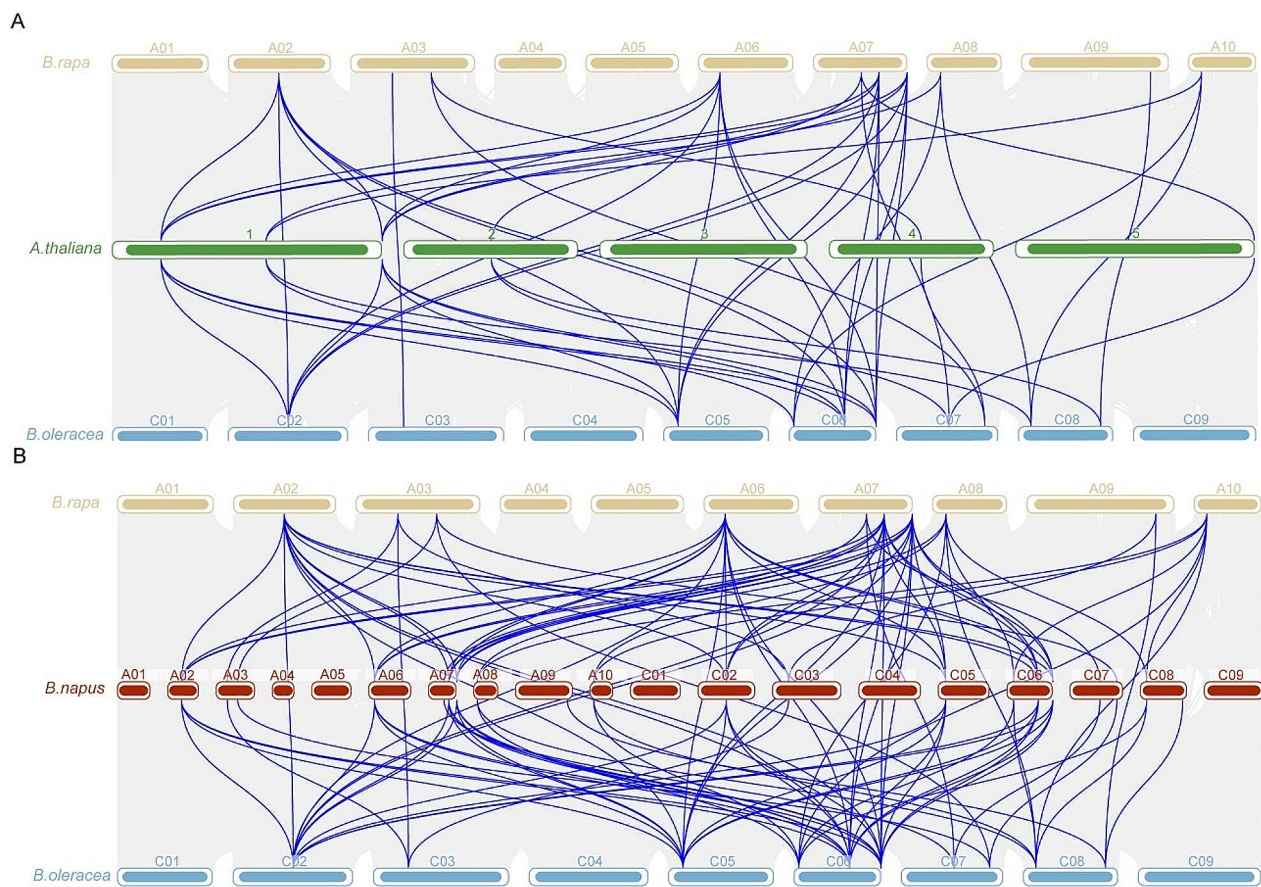 A
A01 A02 A03 A04 A05 A06 A07 A08 A09 A10
B.rapa
1 2 3 4 5
A.thaliana
C01 C02 C03 C04 C05 C06 C07 C08 C09
B.oleracea
B
A01 A02 A03 A04 A05 A06 A07 A08 A09 A10
B.rapa
A01 A02 A03 A04 A05 A06 A07 A08 A09 A10 C01 C02 C03 C04 C05 C06 C07 C08 C09
B.napus
C01 C02 C03 C04 C05 C06 C07 C08 C09
B.oleracea